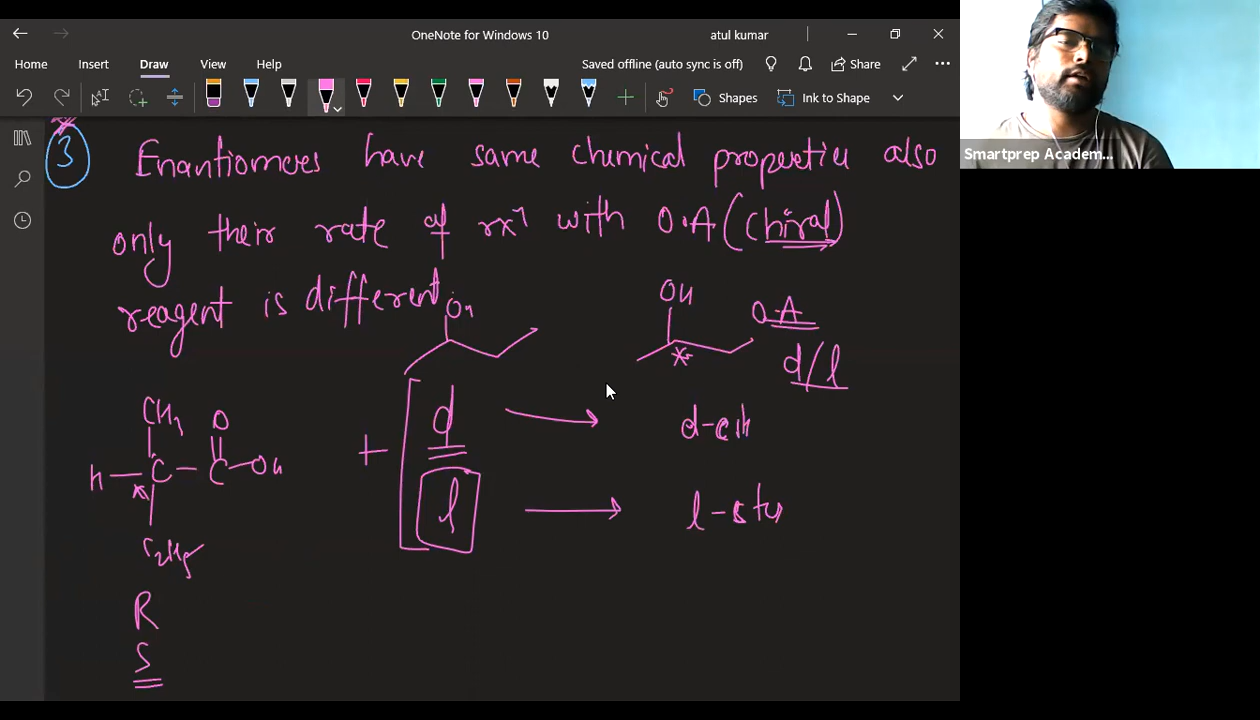 OneNote for Windows 10
atul kumar
Home Insert Draw View Help
Saved offline (auto sync is off)
Share
Shapes
Ink to Shape
Smartprep Academ...
3 Enantiomers have same chemical properties also
only their rate of rxn with O.A (Chiral)
reagent is different
OH
OH
O.A
d/l
CH3
O
H C C OH
*
*
C2H5
+
d
l
l
R
S